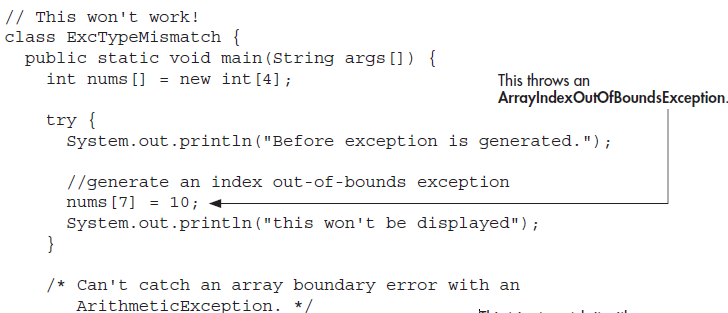 // This won't work!
class ExcTypeMismatch {
public static void main(String args[]) {
int nums[] = new int[4];
This throws an
ArrayIndexOutOfBoundsException.
try {
System.out.println("Before exception is generated.");
//generate an index out-of-bounds exception
nums[7] = 10;
System.out.println("this won't be displayed");
}
/* Can't catch an array boundary error with an
ArithmeticException. */